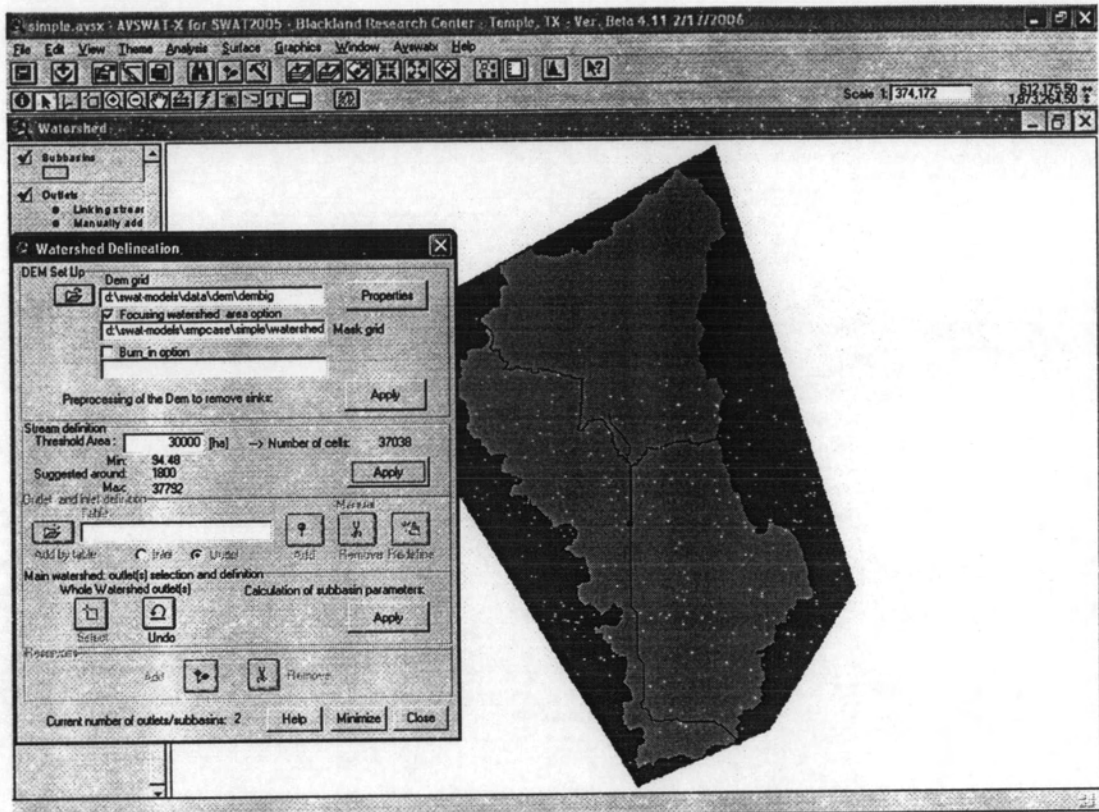 simple.avsx - AVSWAT-X for SWAT2005 - Blackland Research Center - Temple, TX - Ver. Beta 4.11 2/17/2006
File Edit View Theme Analysis Surface Graphics Window Avswatx Help
Scale 1: 374,172
612,175.50
1,873,264.50
Watershed
Subbasins
Outlets
Linking strear
Manually add
Watershed Delineation
DEM Set Up
Dem grid
d:\swat-models\data\dem\dembig
Properties
Focusing watershed area option
d:\swat-models\smpcase\simple\watershed Mask grid
Burn_in option
Preprocessing of the Dem to remove sinks:
Apply
Stream definition
Threshold Area : 30000 [ha] --> Number of cells: 37038
Min: 94.48
Suggested around: 1800
Max: 37792
Apply
Outlet and inlet definition
Table
Manual
Add by table Inlet Outlet Add Remove Redefine
Main watershed: outlet(s) selection and definition
Whole Watershed outlet(s)
Calculation of subbasin parameters:
Select Undo
Apply
Reservoirs
Add Remove
Current number of outlets/subbasins: 2 Help Minimize Close